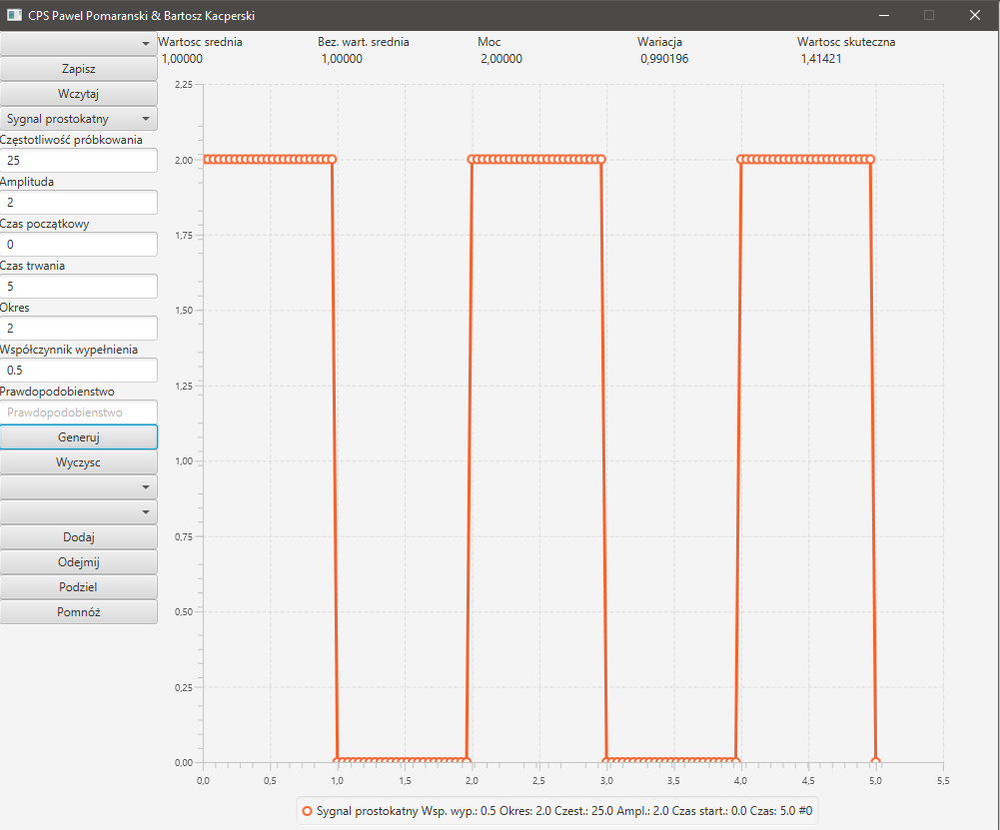 CPS Pawel Pomaranski & Bartosz Kacperski
Wartosc srednia Bez. wart. srednia Moc Wariacja Wartosc skuteczna
1,00000 1,00000 2,00000 0,990196 1,41421
Zapisz
Wczytaj
Sygnal prostokatny
Częstotliwość próbkowania
25
Amplituda
2
Czas początkowy
0
Czas trwania
5
Okres
2
Współczynnik wypełnienia
0.5
Prawdopodobienstwo
Prawdopodobienstwo
Generuj
Wyczysc
Dodaj
Odejmij
Podziel
Pomnóż
2,25
2,00
1,75
1,50
1,25
1,00
0,75
0,50
0,25
0,00
0,0 0,5 1,0 1,5 2,0 2,5 3,0 3,5 4,0 4,5 5,0 5,5
Sygnal prostokatny Wsp. wyp.: 0.5 Okres: 2.0 Czest.: 25.0 Ampl.: 2.0 Czas start.: 0.0 Czas: 5.0 #0